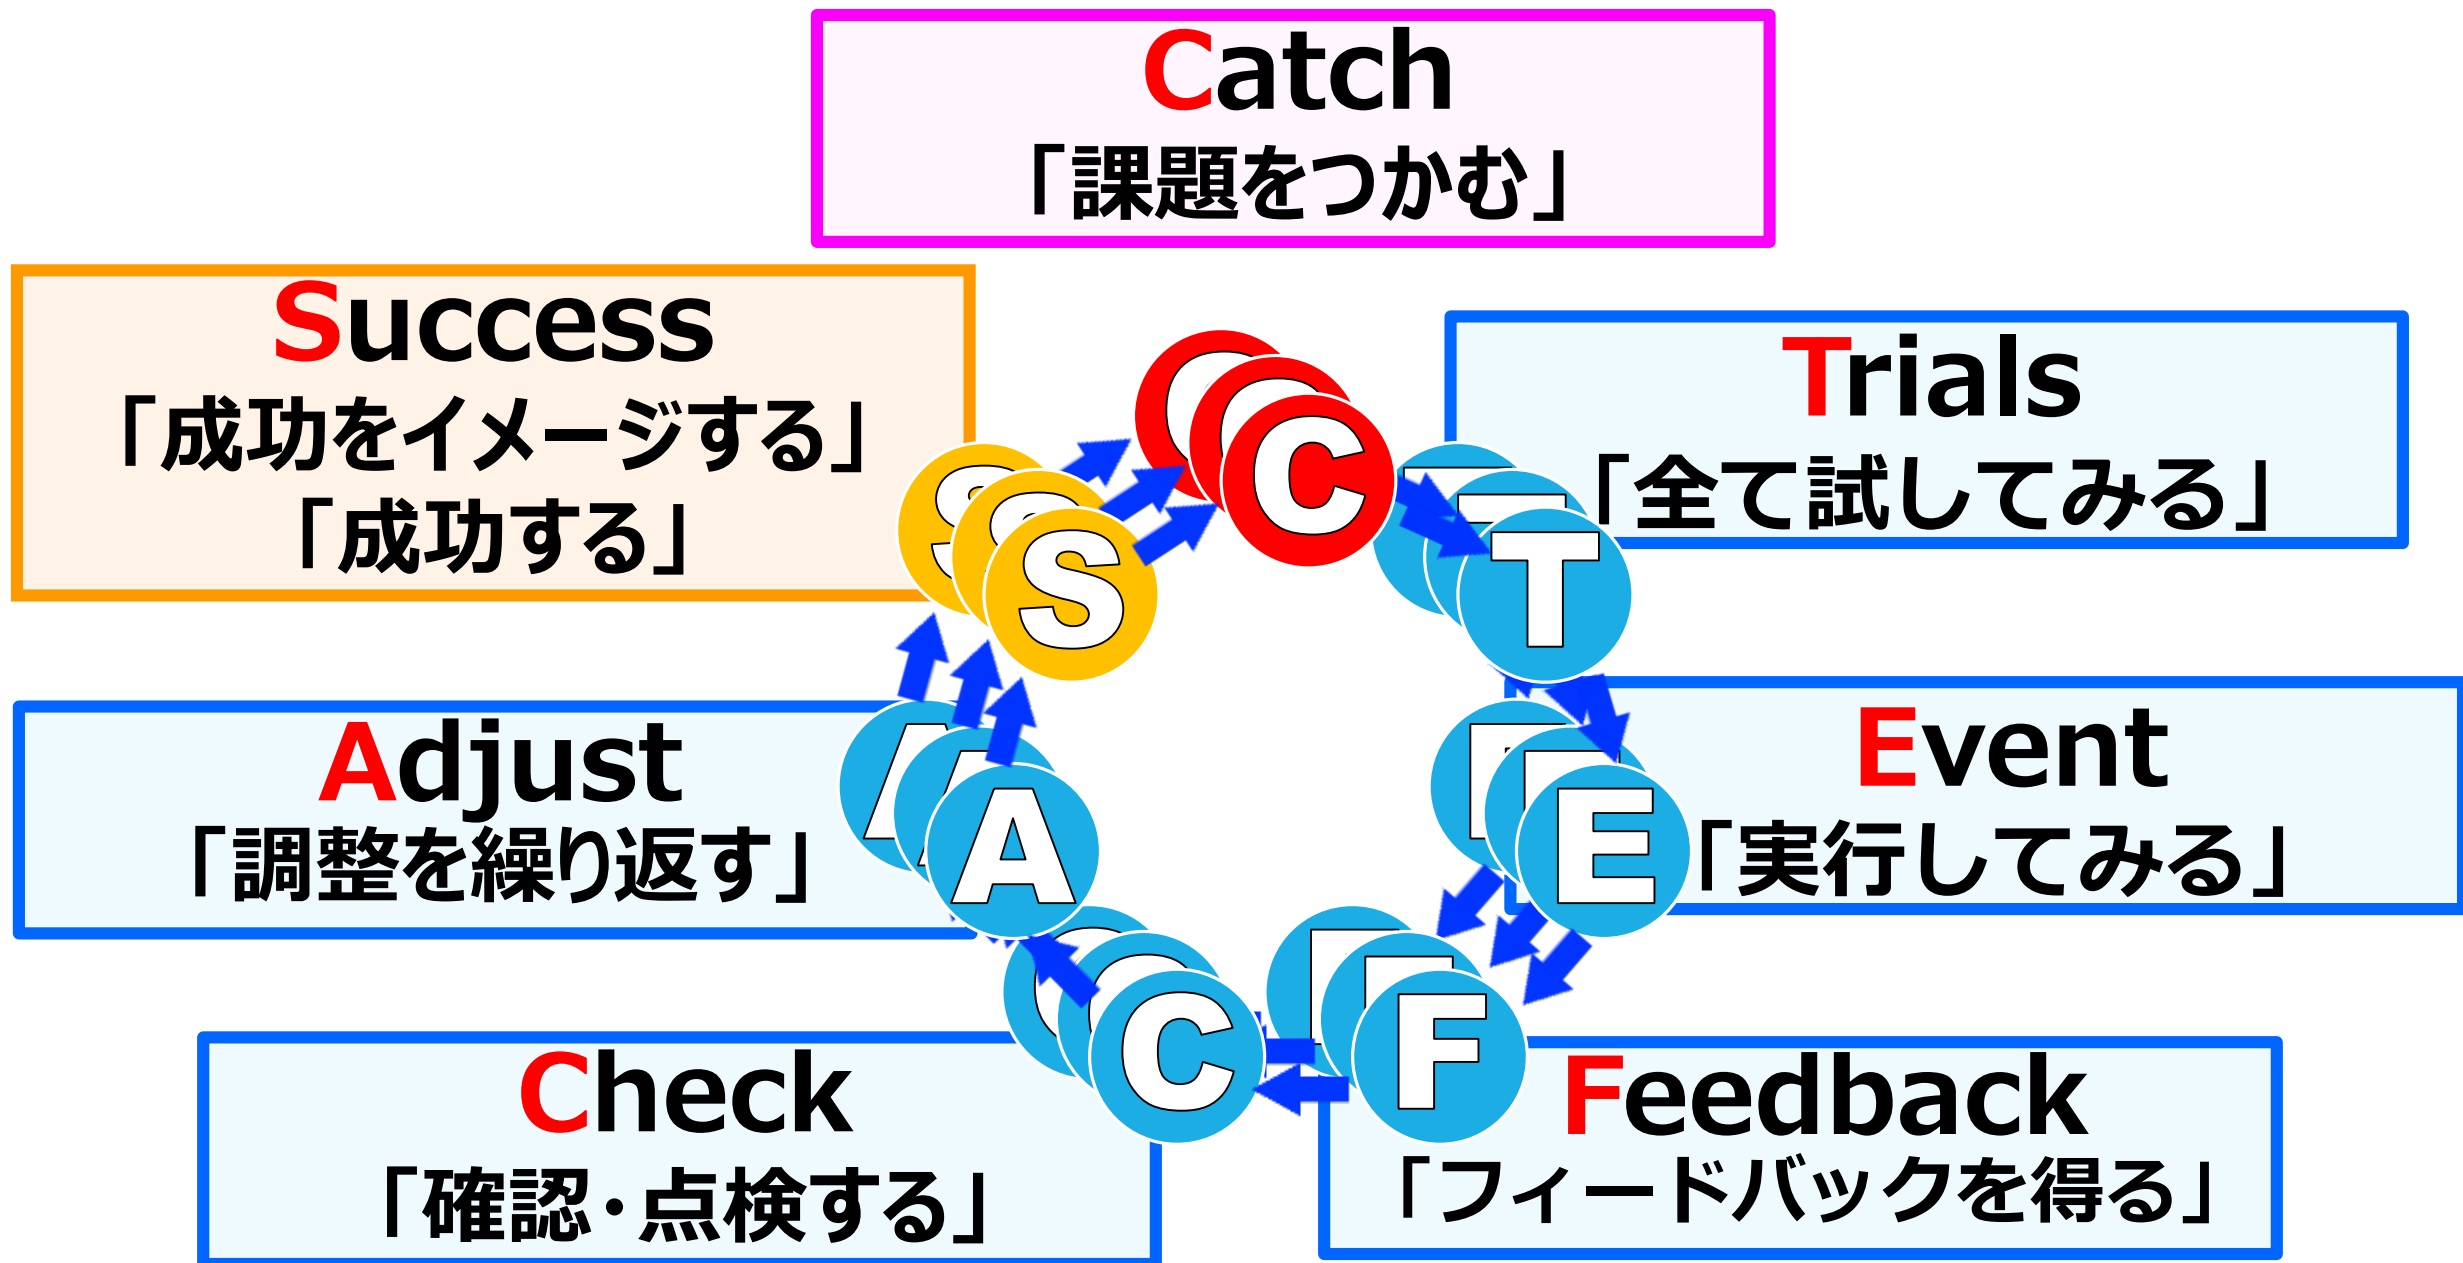 Catch
「課題をつかむ」
Success
「成功をイメージする」
「成功する」
Trials
「全て試してみる」
C
C
C
S
S
S
T
T
T
Adjust
「調整を繰り返す」
A
A
A
E
E
E
Event
「実行してみる」
Check
「確認・点検する」
C
C
C
F
F
F
Feedback
「フィードバックを得る」